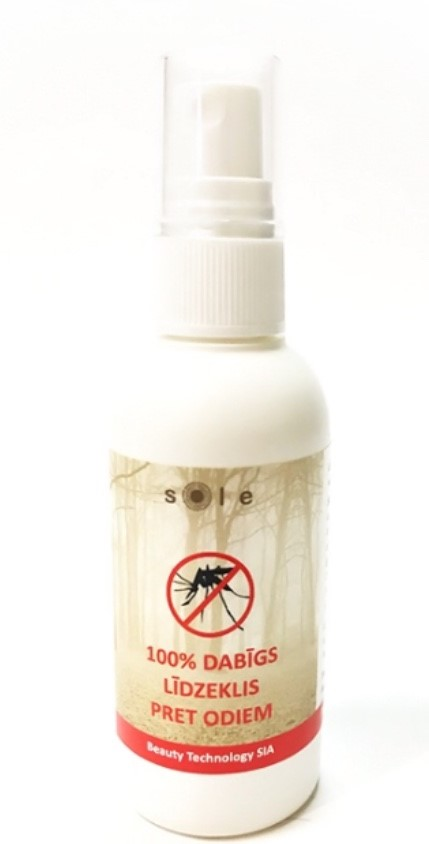 sole
100% DABĪGS
LĪDZEKLIS
PRET ODIEM
Beauty Technology SIA